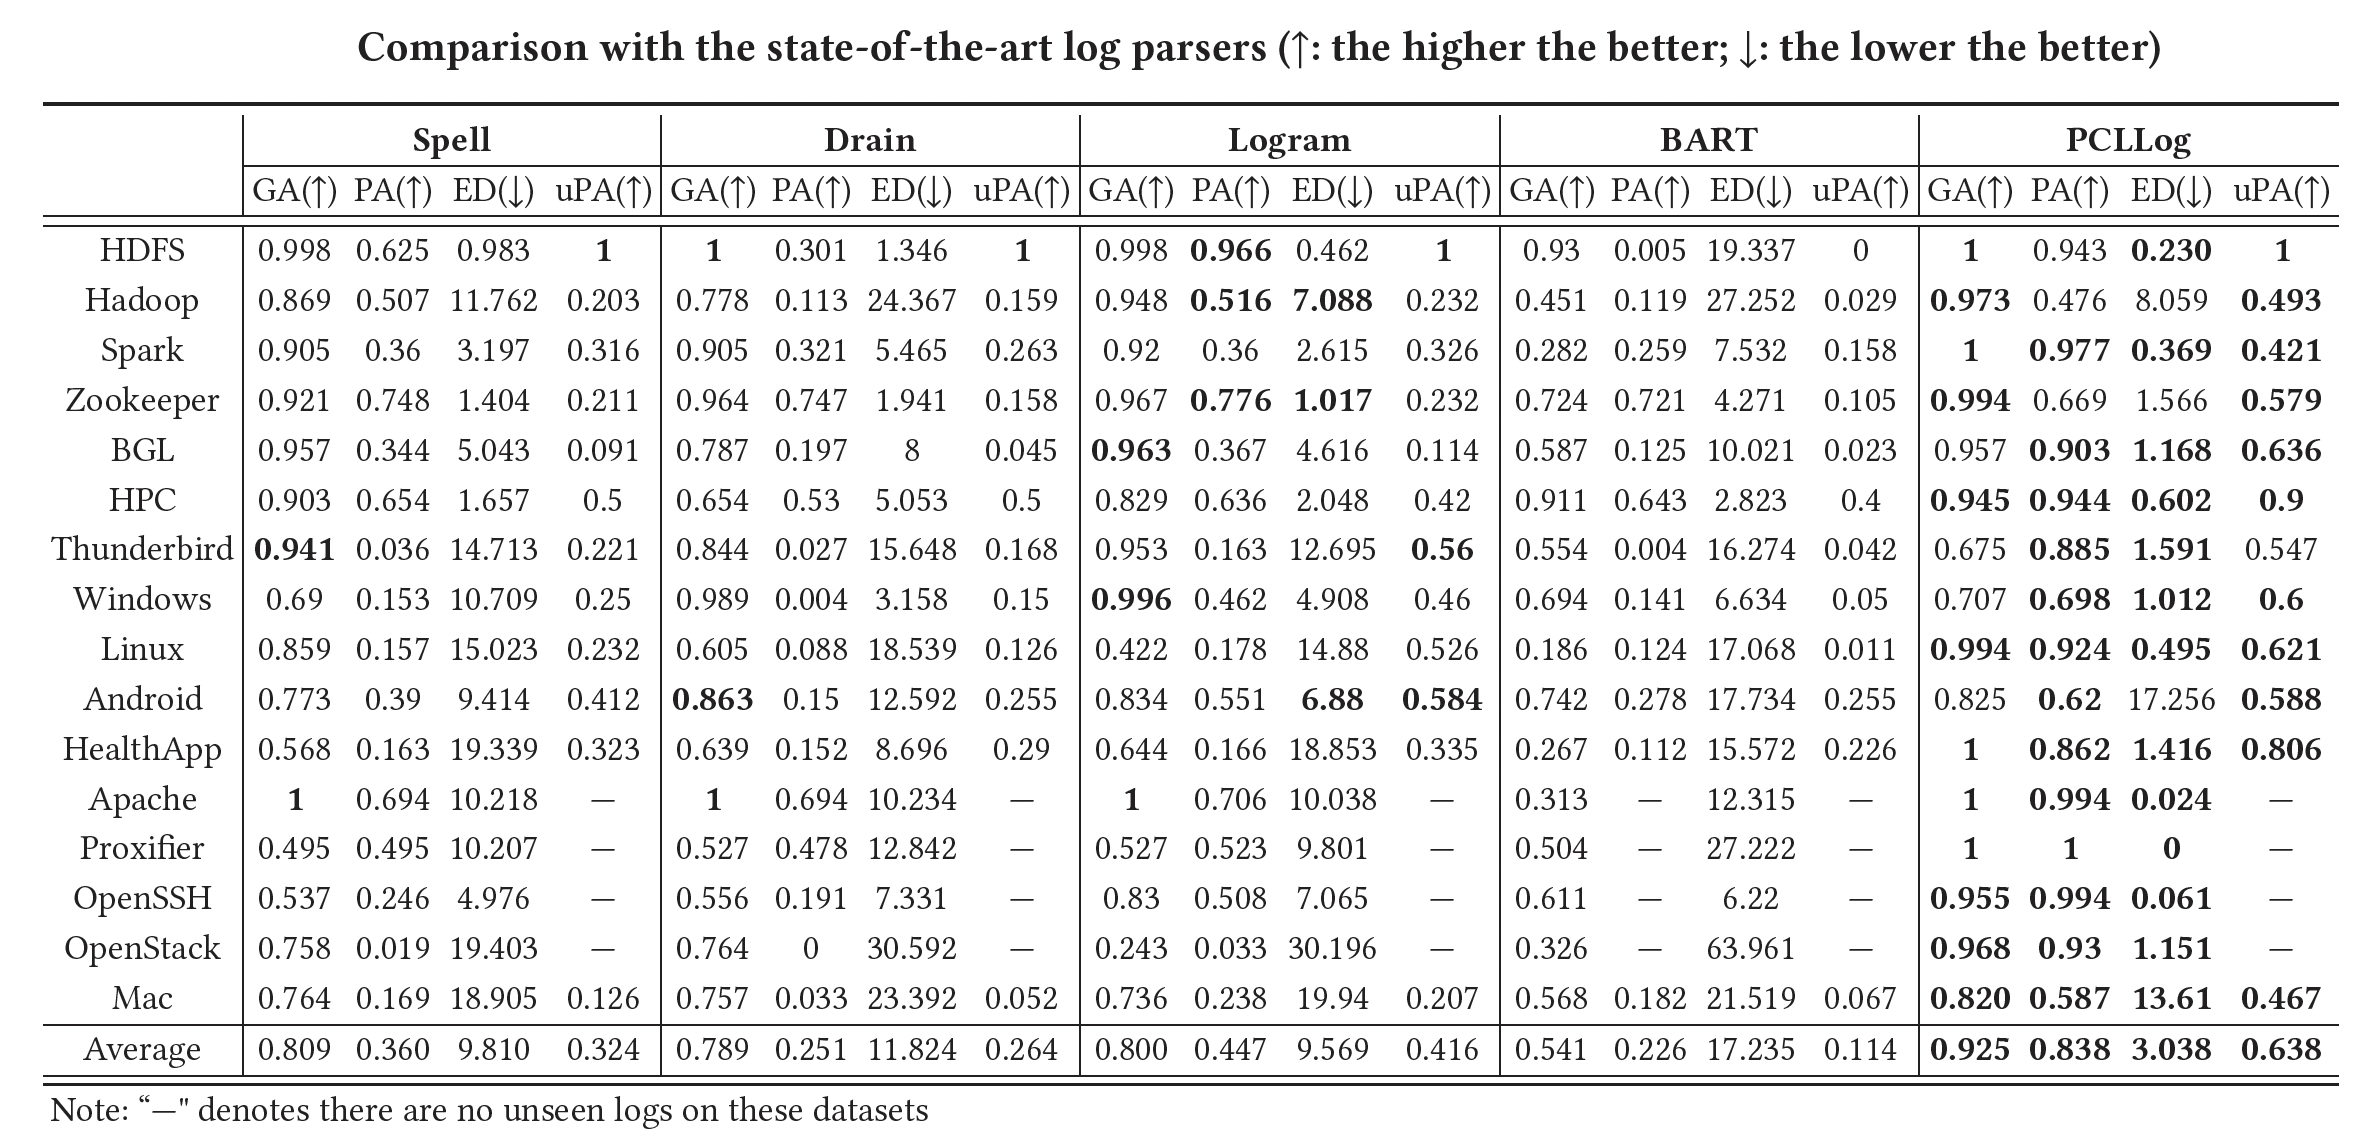 Comparison with the state-of-the-art log parsers (↑: the higher the better; ↓: the lower the better)
Spell Drain Logram BART PCLLog
GA(↑) PA(↑) ED(↓) uPA(↑) GA(↑) PA(↑) ED(↓) uPA(↑) GA(↑) PA(↑) ED(↓) uPA(↑) GA(↑) PA(↑) ED(↓) uPA(↑) GA(↑) PA(↑) ED(↓) uPA(↑)
HDFS 0.998 0.625 0.983 1 1 0.301 1.346 1 0.998 0.966 0.462 1 0.93 0.005 19.337 0 1 0.943 0.230 1
Hadoop 0.869 0.507 11.762 0.203 0.778 0.113 24.367 0.159 0.948 0.516 7.088 0.232 0.451 0.119 27.252 0.029 0.973 0.476 8.059 0.493
Spark 0.905 0.36 3.197 0.316 0.905 0.321 5.465 0.263 0.92 0.36 2.615 0.326 0.282 0.259 7.532 0.158 1 0.977 0.369 0.421
Zookeeper 0.921 0.748 1.404 0.211 0.964 0.747 1.941 0.158 0.967 0.776 1.017 0.232 0.724 0.721 4.271 0.105 0.994 0.669 1.566 0.579
BGL 0.957 0.344 5.043 0.091 0.787 0.197 8 0.045 0.963 0.367 4.616 0.114 0.587 0.125 10.021 0.023 0.957 0.903 1.168 0.636
HPC 0.903 0.654 1.657 0.5 0.654 0.53 5.053 0.5 0.829 0.636 2.048 0.42 0.911 0.643 2.823 0.4 0.945 0.944 0.602 0.9
Thunderbird 0.941 0.036 14.713 0.221 0.844 0.027 15.648 0.168 0.953 0.163 12.695 0.56 0.554 0.004 16.274 0.042 0.675 0.885 1.591 0.547
Windows 0.69 0.153 10.709 0.25 0.989 0.004 3.158 0.15 0.996 0.462 4.908 0.46 0.694 0.141 6.634 0.05 0.707 0.698 1.012 0.6
Linux 0.859 0.157 15.023 0.232 0.605 0.088 18.539 0.126 0.422 0.178 14.88 0.526 0.186 0.124 17.068 0.011 0.994 0.924 0.495 0.621
Android 0.773 0.39 9.414 0.412 0.863 0.15 12.592 0.255 0.834 0.551 6.88 0.584 0.742 0.278 17.734 0.255 0.825 0.62 17.256 0.588
HealthApp 0.568 0.163 19.339 0.323 0.639 0.152 8.696 0.29 0.644 0.166 18.853 0.335 0.267 0.112 15.572 0.226 1 0.862 1.416 0.806
Apache 1 0.694 10.218 — 1 0.694 10.234 — 1 0.706 10.038 — 0.313 — 12.315 — 1 0.994 0.024 —
Proxifier 0.495 0.495 10.207 — 0.527 0.478 12.842 — 0.527 0.523 9.801 — 0.504 — 27.222 — 1 1 0 —
OpenSSH 0.537 0.246 4.976 — 0.556 0.191 7.331 — 0.83 0.508 7.065 — 0.611 — 6.22 — 0.955 0.994 0.061 —
OpenStack 0.758 0.019 19.403 — 0.764 0 30.592 — 0.243 0.033 30.196 — 0.326 — 63.961 — 0.968 0.93 1.151 —
Mac 0.764 0.169 18.905 0.126 0.757 0.033 23.392 0.052 0.736 0.238 19.94 0.207 0.568 0.182 21.519 0.067 0.820 0.587 13.61 0.467
Average 0.809 0.360 9.810 0.324 0.789 0.251 11.824 0.264 0.800 0.447 9.569 0.416 0.541 0.226 17.235 0.114 0.925 0.838 3.038 0.638
Note: “—" denotes there are no unseen logs on these datasets